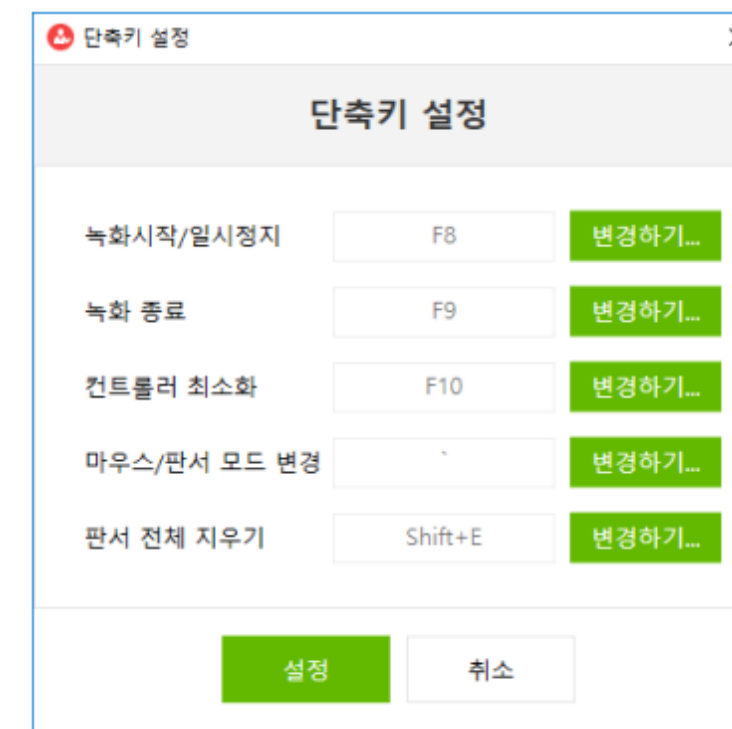 단축키 설정
단축키 설정
녹화시작/일시정지 F8 변경하기...
녹화 종료 F9 변경하기...
컨트롤러 최소화 F10 변경하기...
마우스/판서 모드 변경 ` 변경하기...
판서 전체 지우기 Shift+E 변경하기...
설정 취소